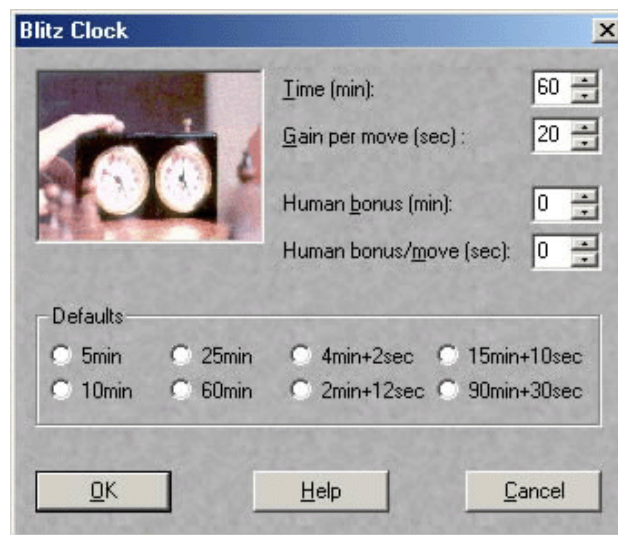 Blitz Clock
Time (min): 60
Gain per move (sec) : 20
Human bonus (min): 0
Human bonus/move (sec): 0
Defaults
5min 25min 4min+2sec 15min+10sec
10min 60min 2min+12sec 90min+30sec
OK Help Cancel